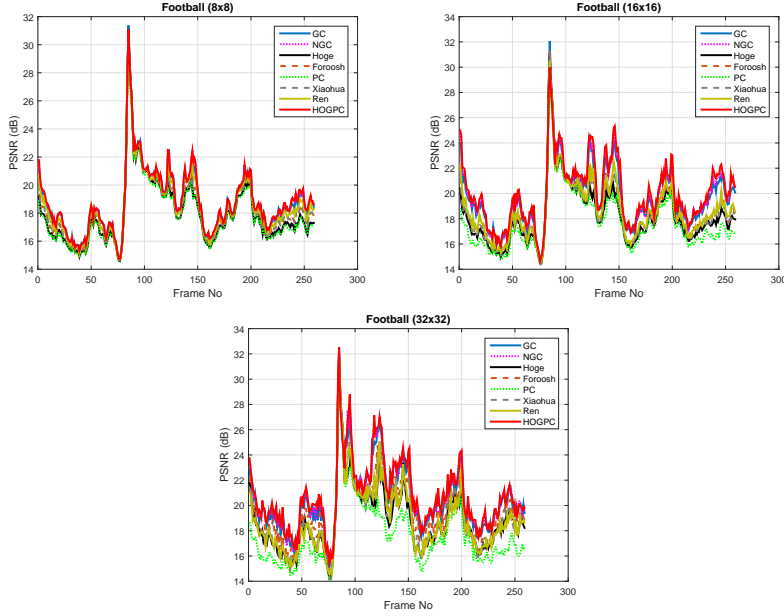 Football (8x8)
PSNR (dB)
32
30
28
26
24
22
20
18
16
14
0
50
100
150
200
250
300
Frame No
GC
NGC
Hoge
Foroosh
PC
Xiaohua
Ren
HOGPC
Football (16x16)
PSNR (dB)
34
32
30
28
26
24
22
20
18
16
14
0
50
100
150
200
250
300
Frame No
GC
NGC
Hoge
Foroosh
PC
Xiaohua
Ren
HOGPC
Football (32x32)
PSNR (dB)
34
32
30
28
26
24
22
20
18
16
14
0
50
100
150
200
250
300
Frame No
GC
NGC
Hoge
Foroosh
PC
Xiaohua
Ren
HOGPC